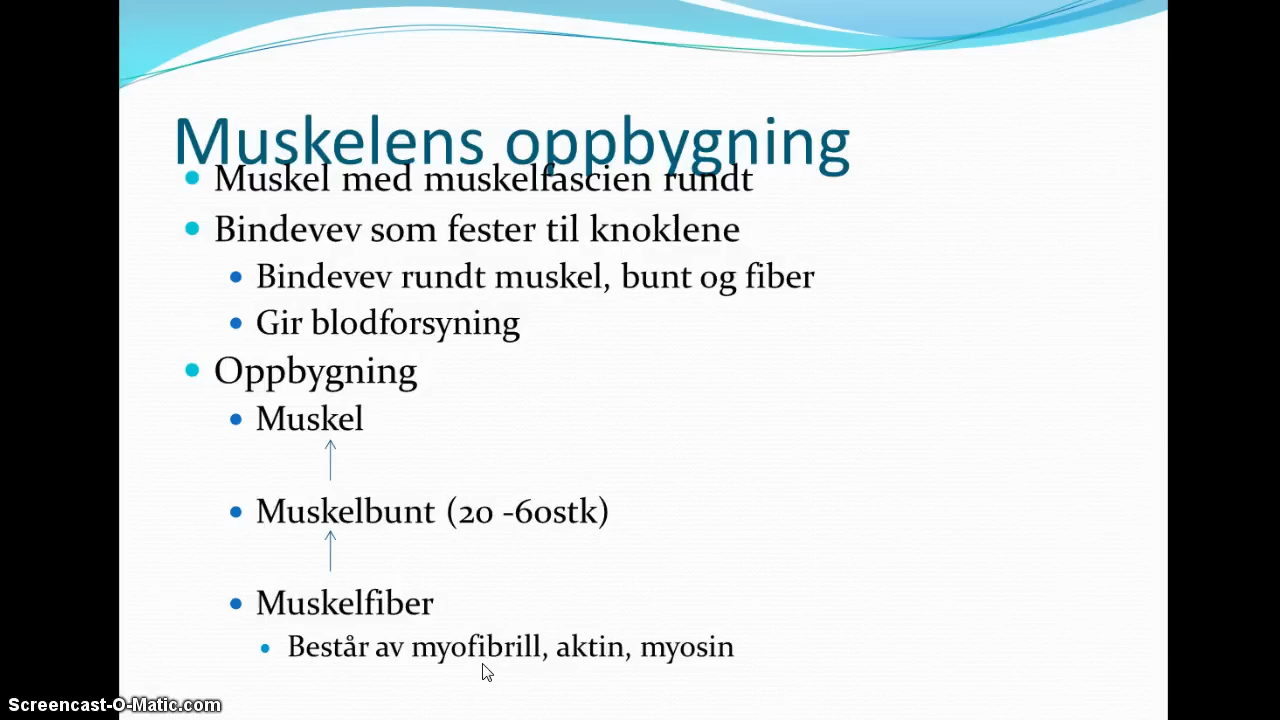 Muskelens oppbygning
Muskel med muskelfascien rundt
Bindevev som fester til knoklene
Bindevev rundt muskel, bunt og fiber
Gir blodforsyning
Oppbygning
Muskel
Muskelbunt (20 -60stk)
Muskelfiber
Består av myofibrill, aktin, myosin
Screencast-O-Matic.com